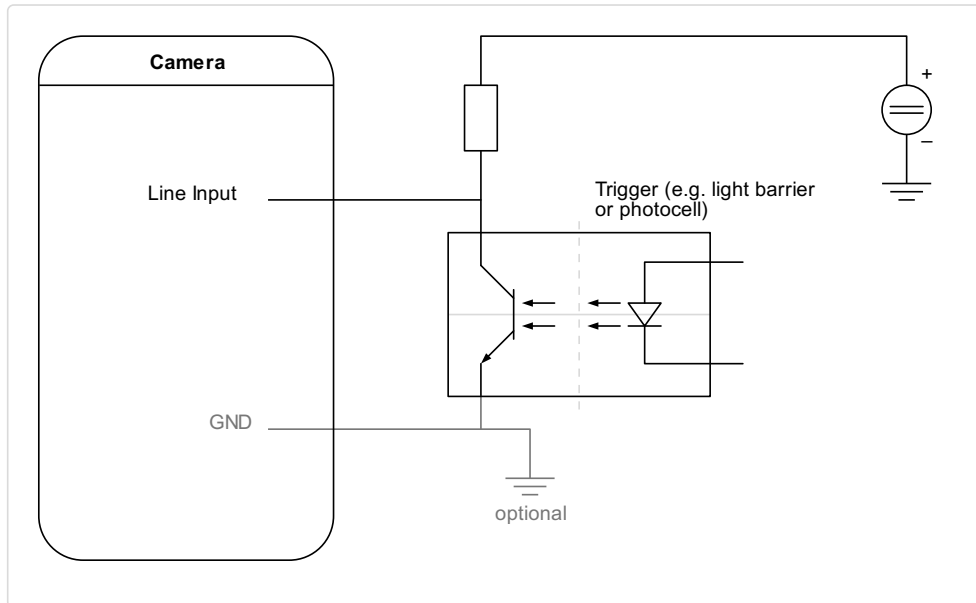 Camera
+
−
Line Input
Trigger (e.g. light barrier
or photocell)
GND
optional